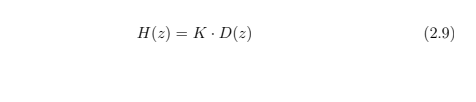 H(z) = K · D(z) (2.9)